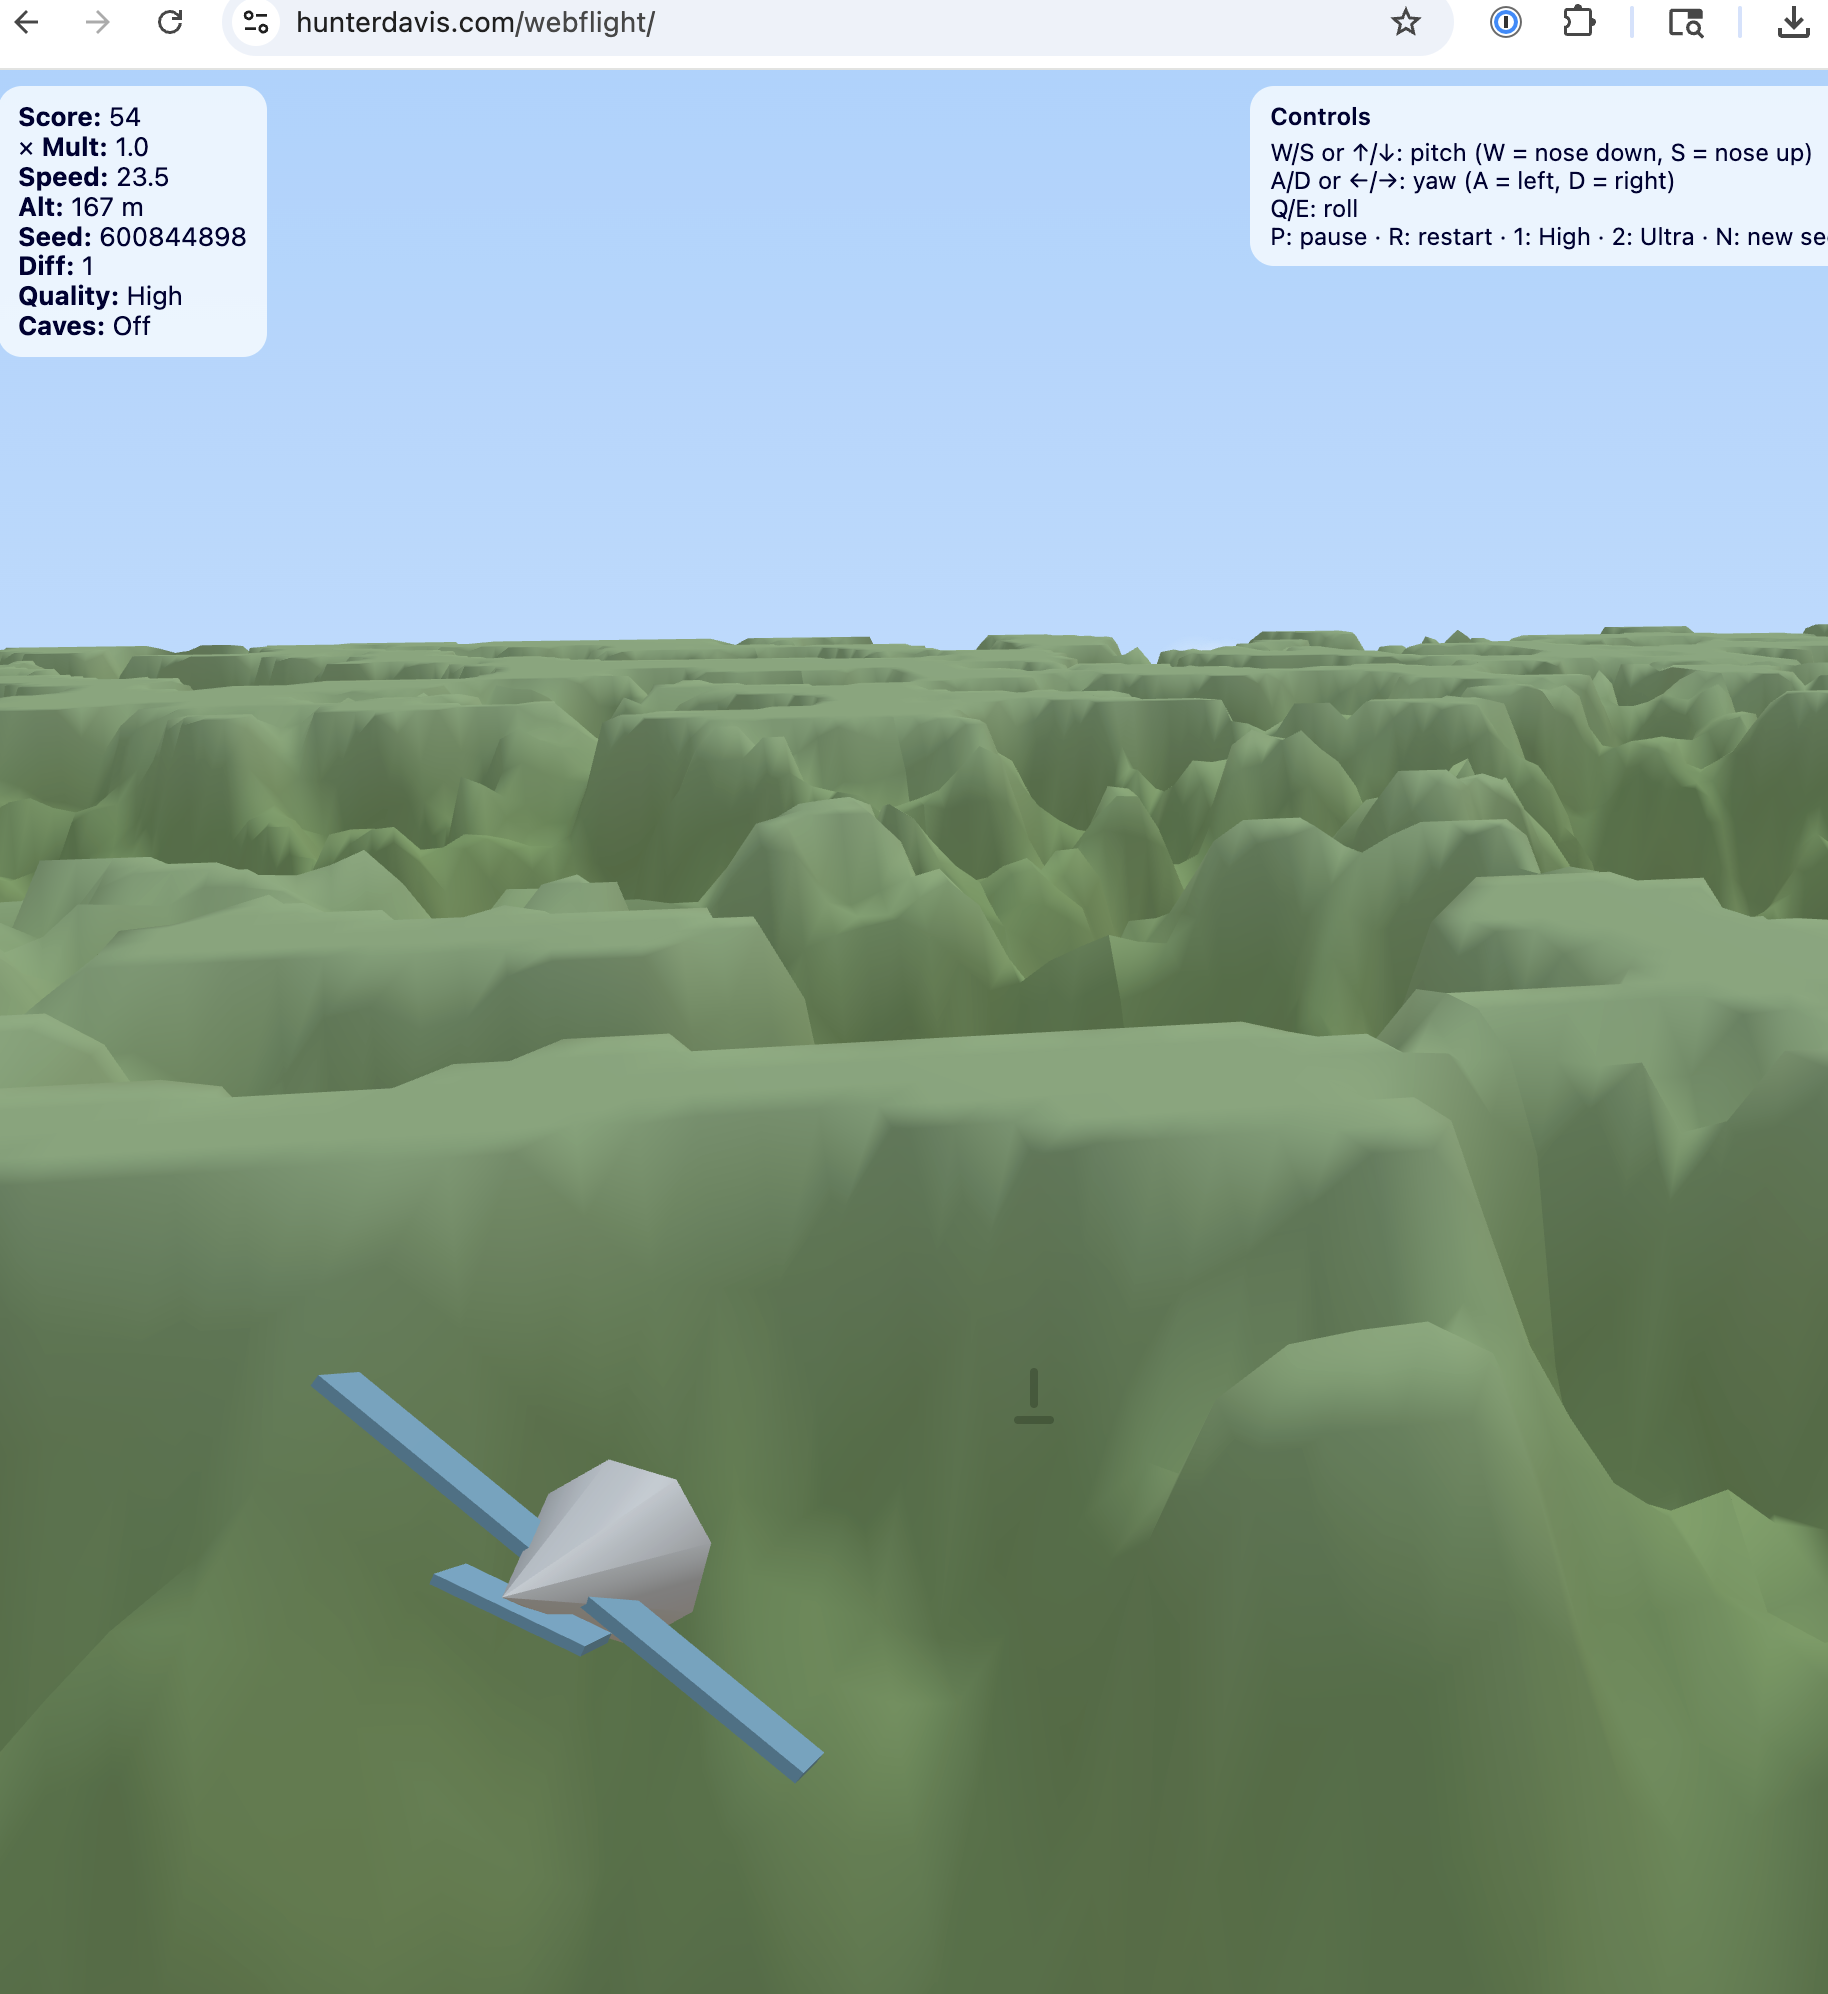 hunterdavis.com/webflight/
Score: 54
× Mult: 1.0
Speed: 23.5
Alt: 167 m
Seed: 600844898
Diff: 1
Quality: High
Caves: Off
Controls
W/S or ↑/↓: pitch (W = nose down, S = nose up)
A/D or ←/→: yaw (A = left, D = right)
Q/E: roll
P: pause · R: restart · 1: High · 2: Ultra · N: new